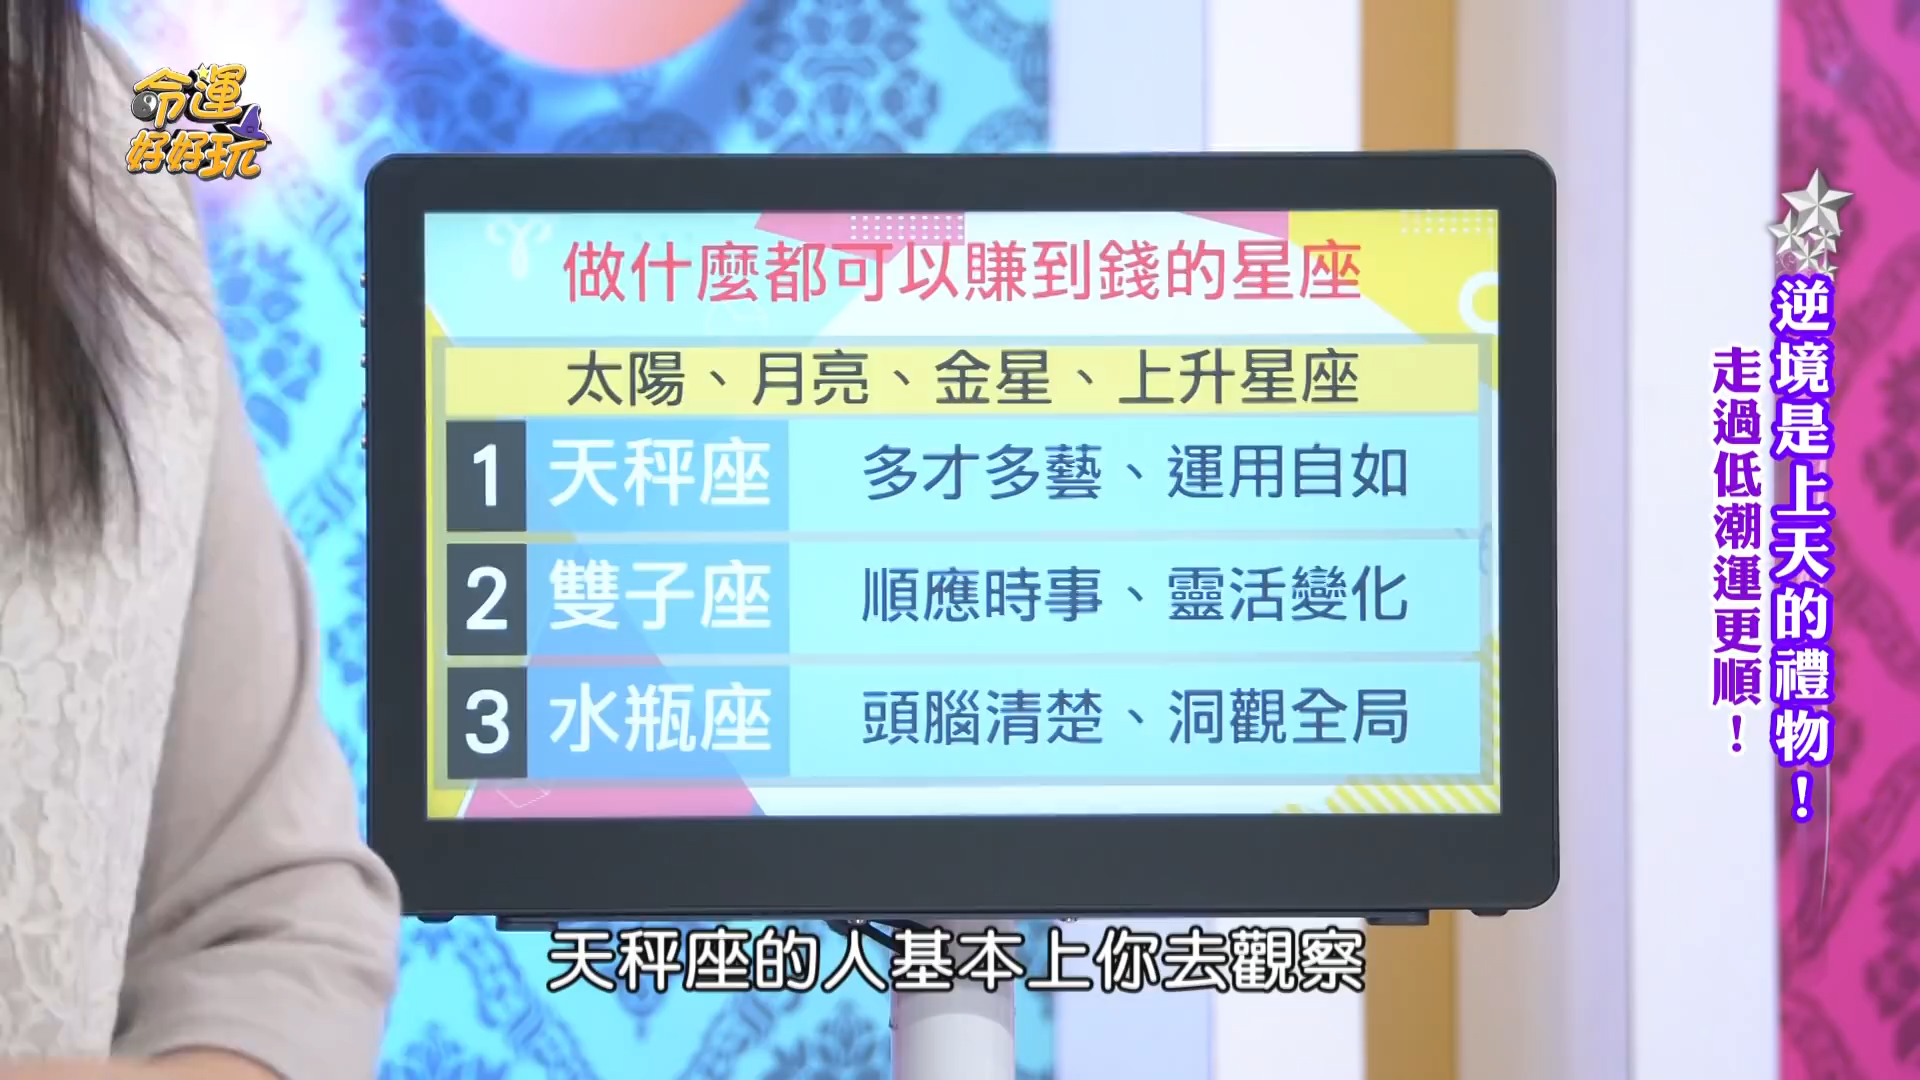 命運
好好玩
做什麼都可以賺到錢的星座
太陽、月亮、金星、上升星座
1 天秤座 多才多藝、運用自如
2 雙子座 順應時事、靈活變化
3 水瓶座 頭腦清楚、洞觀全局
逆境是上天的禮物！
走過低潮運更順！
天秤座的人基本上你去觀察